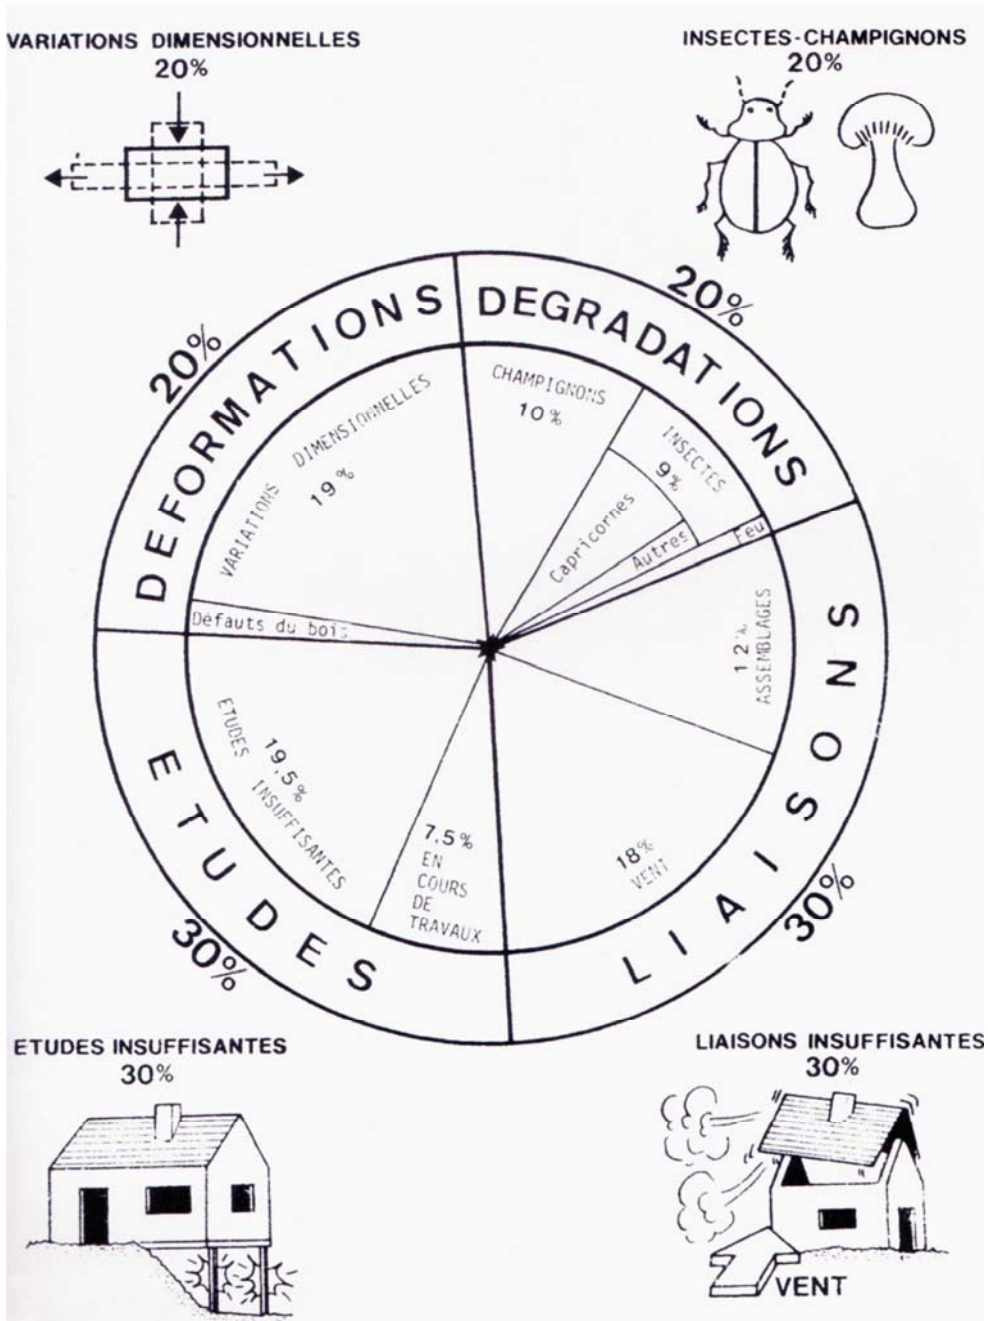 VARIATIONS DIMENSIONNELLES
20%
INSECTES-CHAMPIGNONS
20%
20%
DEFORMATIONS
20%
DEGRADATIONS
VARIATIONS DIMENSIONNELLES
19%
Défauts du bois
CHAMPIGNONS
10%
INSECTES
9%
Capricornes
Autres
Feu
12%
ASSEMBLAGES
LIAISONS
30%
18%
VENT
ETUDES
30%
19,5%
ETUDES INSUFFISANTES
7,5%
EN
COURS
DE
TRAVAUX
ETUDES INSUFFISANTES
30%
LIAISONS INSUFFISANTES
30%
VENT